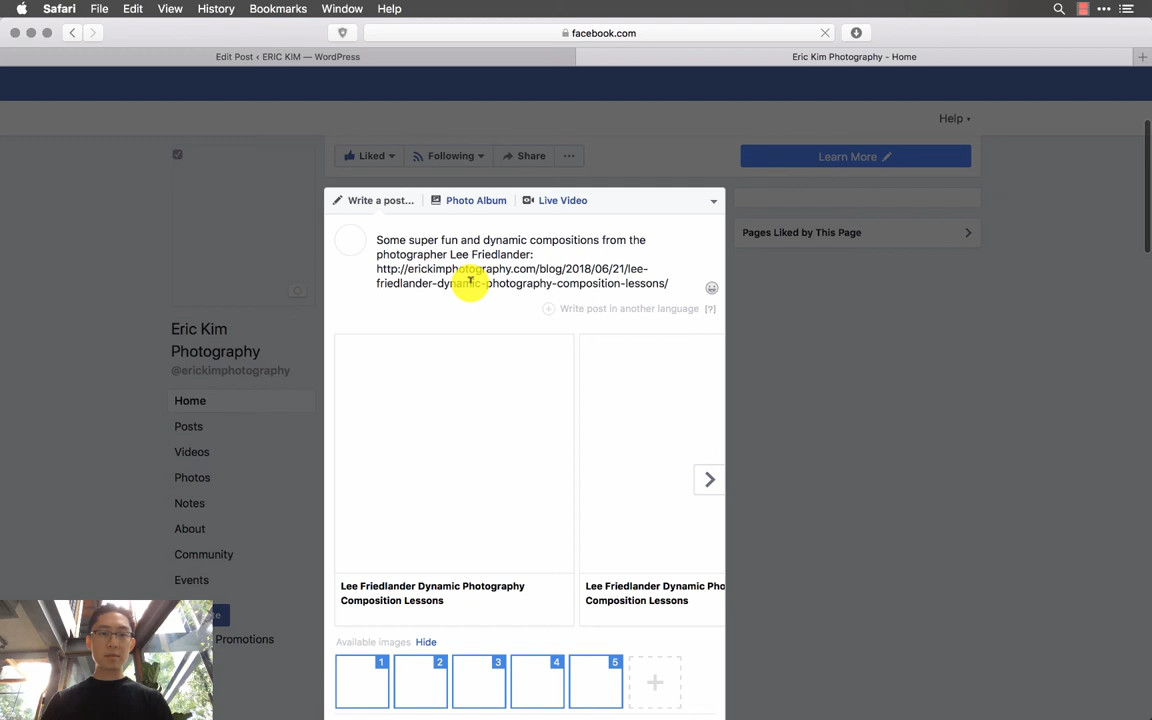 Safari File Edit View History Bookmarks Window Help
facebook.com
Edit Post ‹ ERIC KIM — WordPress
Eric Kim Photography - Home
Help
Liked Following Share
Learn More
Write a post... Photo Album Live Video
Pages Liked by This Page
Some super fun and dynamic compositions from the
photographer Lee Friedlander:
http://erickimphotography.com/blog/2018/06/21/lee-
friedlander-dynamic-photography-composition-lessons/
Write post in another language [?]
Eric Kim
Photography
@erickimphotography
Home
Posts
Videos
Photos
Notes
About
Community
Events
Promotions
Lee Friedlander Dynamic Photography
Composition Lessons
Lee Friedlander Dynamic Pho
Composition Lessons
Available images Hide
1 2 3 4 5